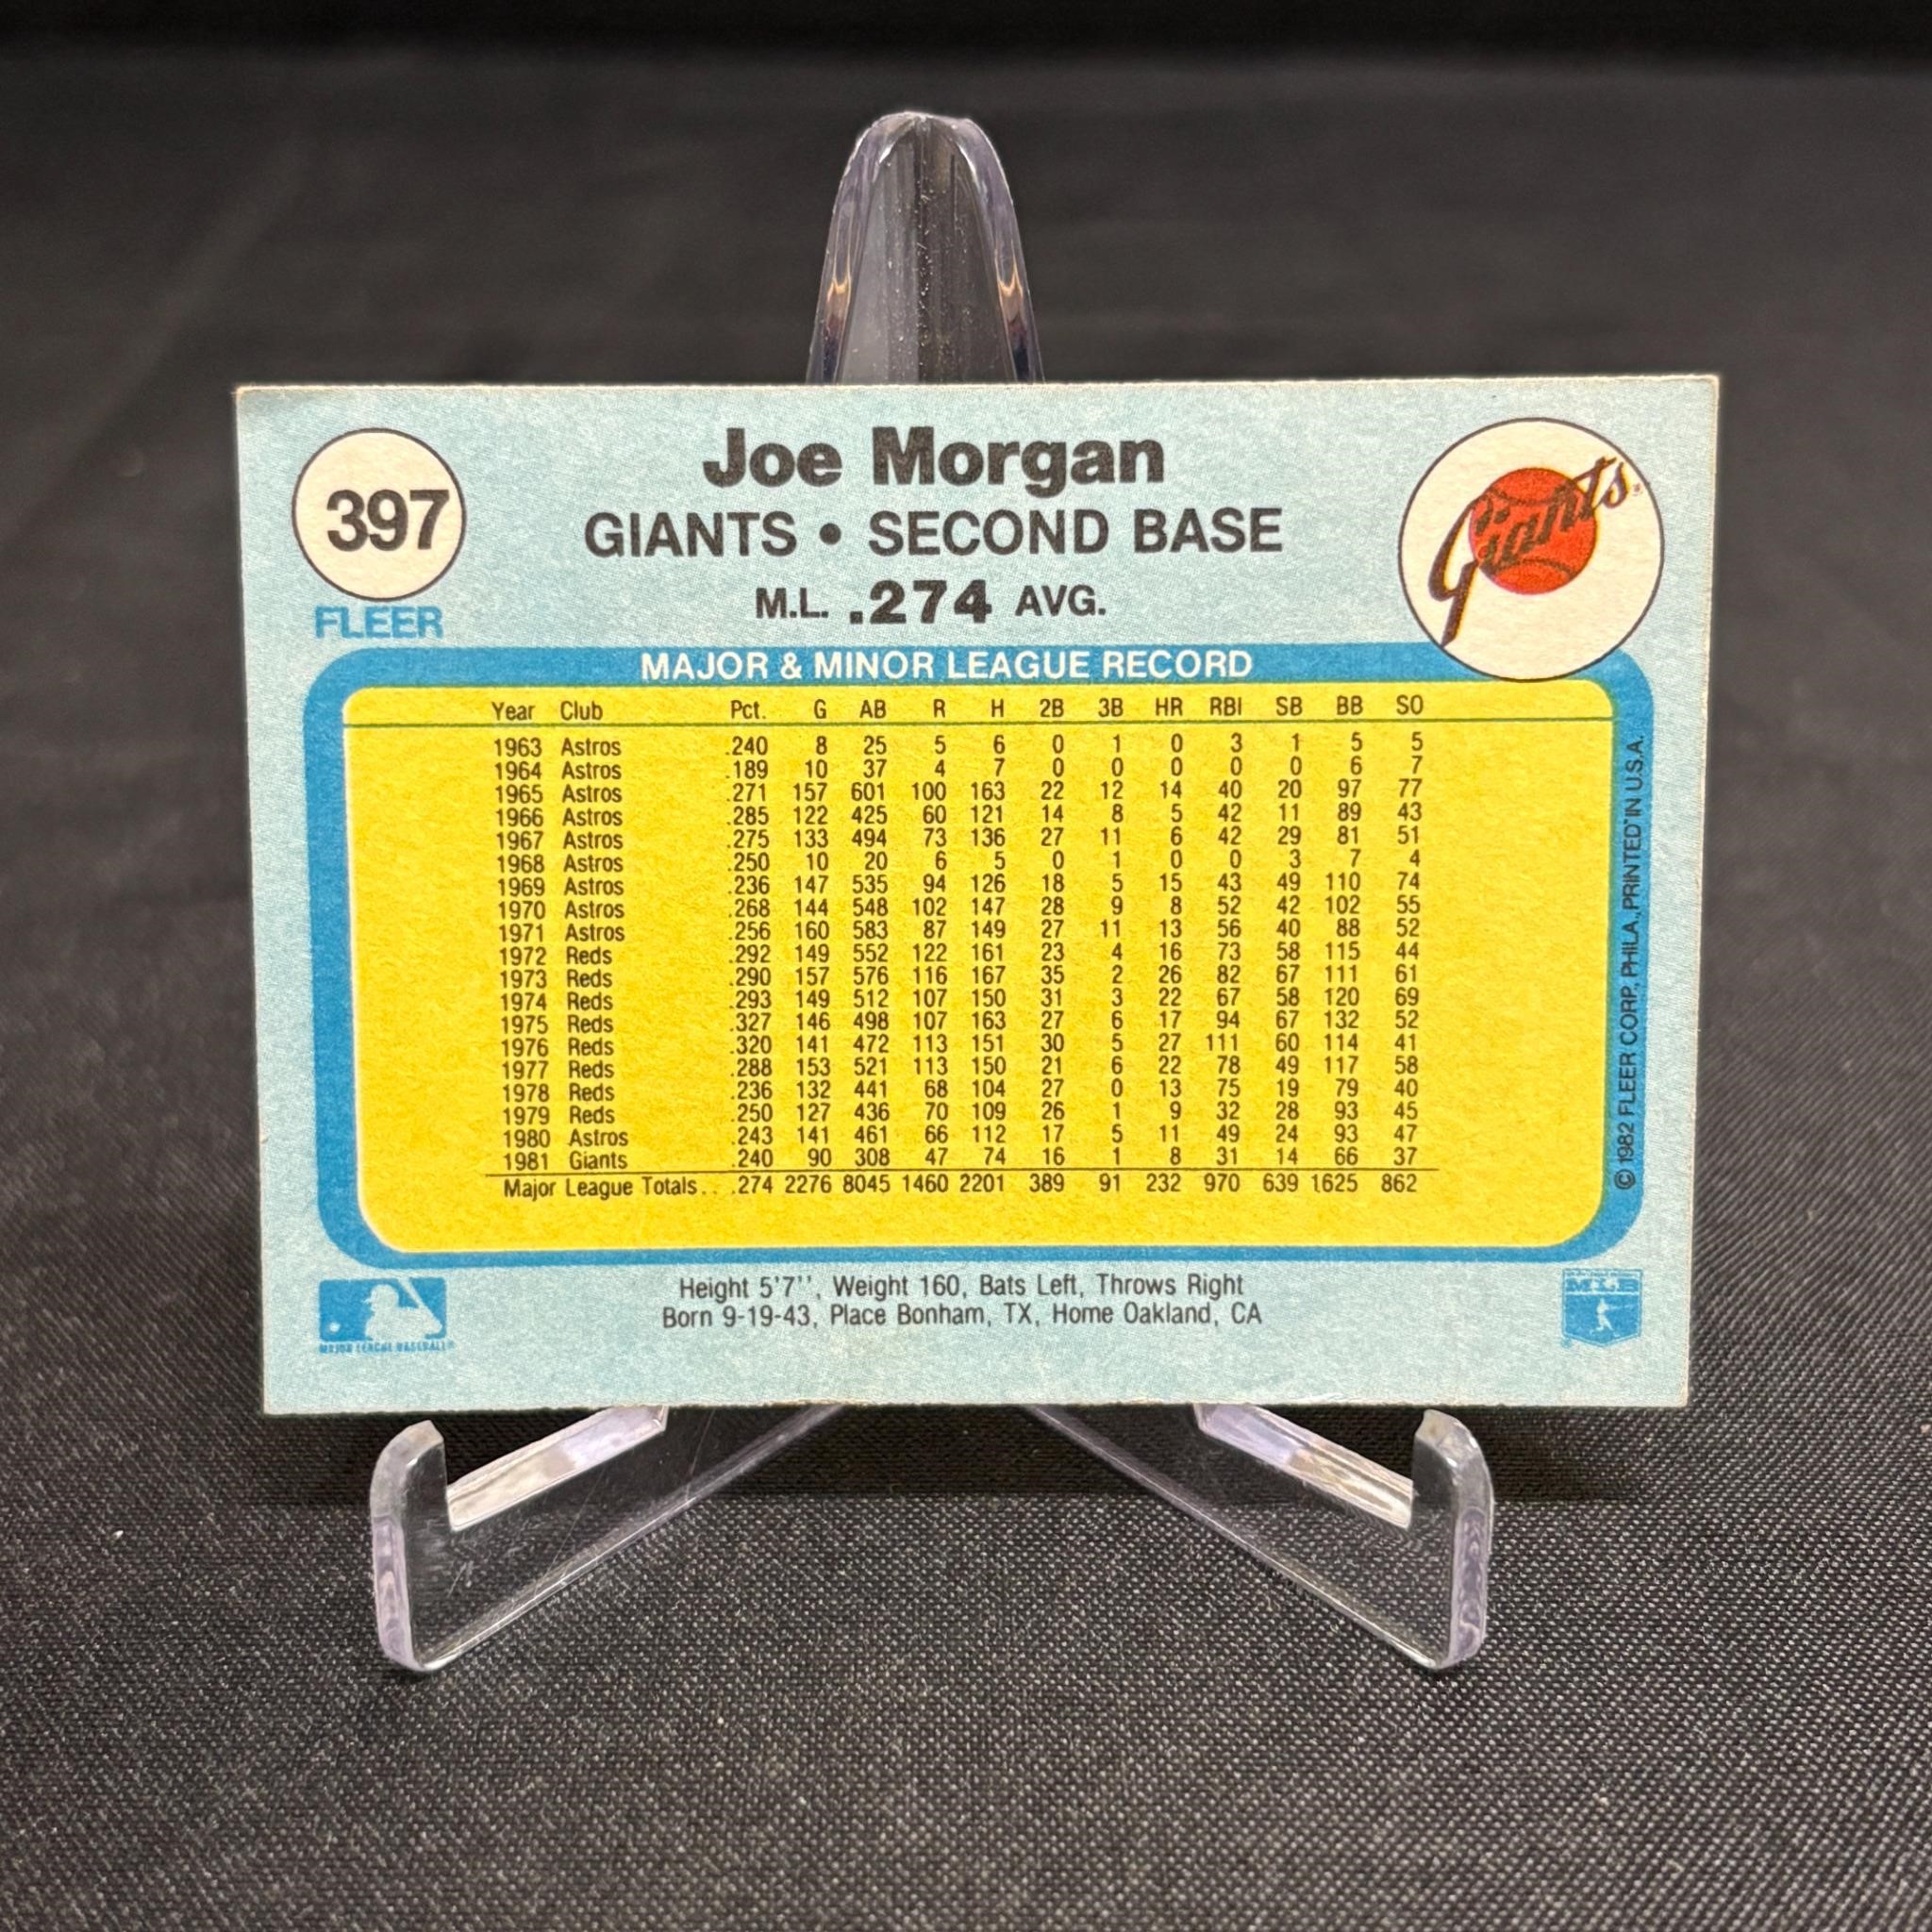 397
FLEER
Joe Morgan
GIANTS • SECOND BASE
M.L. .274 AVG.
Giants
MAJOR & MINOR LEAGUE RECORD
Year Club Pct. G AB R H 2B 3B HR RBI SB BB SO
1963 Astros .240 8 25 5 6 0 1 0 3 1 5 5
1964 Astros .189 10 37 4 7 0 0 0 0 0 6 7
1965 Astros .271 157 601 100 163 22 12 14 40 20 97 77
1966 Astros .285 122 425 60 121 14 8 5 42 11 89 43
1967 Astros .275 133 494 73 136 27 11 6 42 29 81 51
1968 Astros .250 10 20 6 5 0 1 0 0 3 7 4
1969 Astros .236 147 535 94 126 18 5 15 43 49 110 74
1970 Astros .268 144 548 102 147 28 9 8 52 42 102 55
1971 Astros .256 160 583 87 149 27 11 13 56 40 88 52
1972 Reds .292 149 552 122 161 23 4 16 73 58 115 44
1973 Reds .290 157 576 116 167 35 2 26 82 67 111 61
1974 Reds .293 149 512 107 150 31 3 22 67 58 120 69
1975 Reds .327 146 498 107 163 27 6 17 94 67 132 52
1976 Reds .320 141 472 113 151 30 5 27 111 60 114 41
1977 Reds .288 153 521 113 150 21 6 22 78 49 117 58
1978 Reds .236 132 441 68 104 27 0 13 75 19 79 40
1979 Reds .250 127 436 70 109 26 1 9 32 28 93 45
1980 Astros .243 141 461 66 112 17 5 11 49 24 93 47
1981 Giants .240 90 308 47 74 16 1 8 31 14 66 37
Major League Totals.. .274 2276 8045 1460 2201 389 91 232 970 639 1625 862
© 1982 FLEER CORP., PHILA., PRINTED IN U.S.A.
Height 5'7'', Weight 160, Bats Left, Throws Right
Born 9-19-43, Place Bonham, TX, Home Oakland, CA
MAJOR LEAGUE BASEBALL®